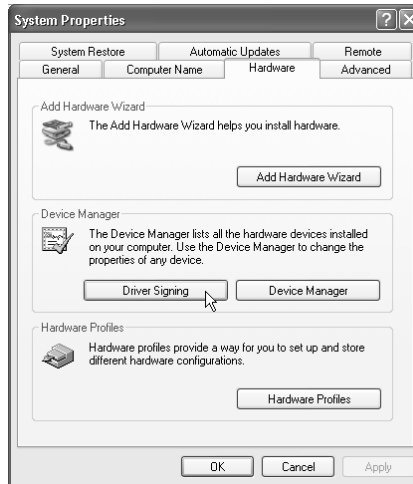 System Properties
System Restore Automatic Updates Remote
General Computer Name Hardware Advanced
Add Hardware Wizard
The Add Hardware Wizard helps you install hardware.
Add Hardware Wizard
Device Manager
The Device Manager lists all the hardware devices installed
on your computer. Use the Device Manager to change the
properties of any device.
Driver Signing Device Manager
Hardware Profiles
Hardware profiles provide a way for you to set up and store
different hardware configurations.
Hardware Profiles
OK Cancel Apply